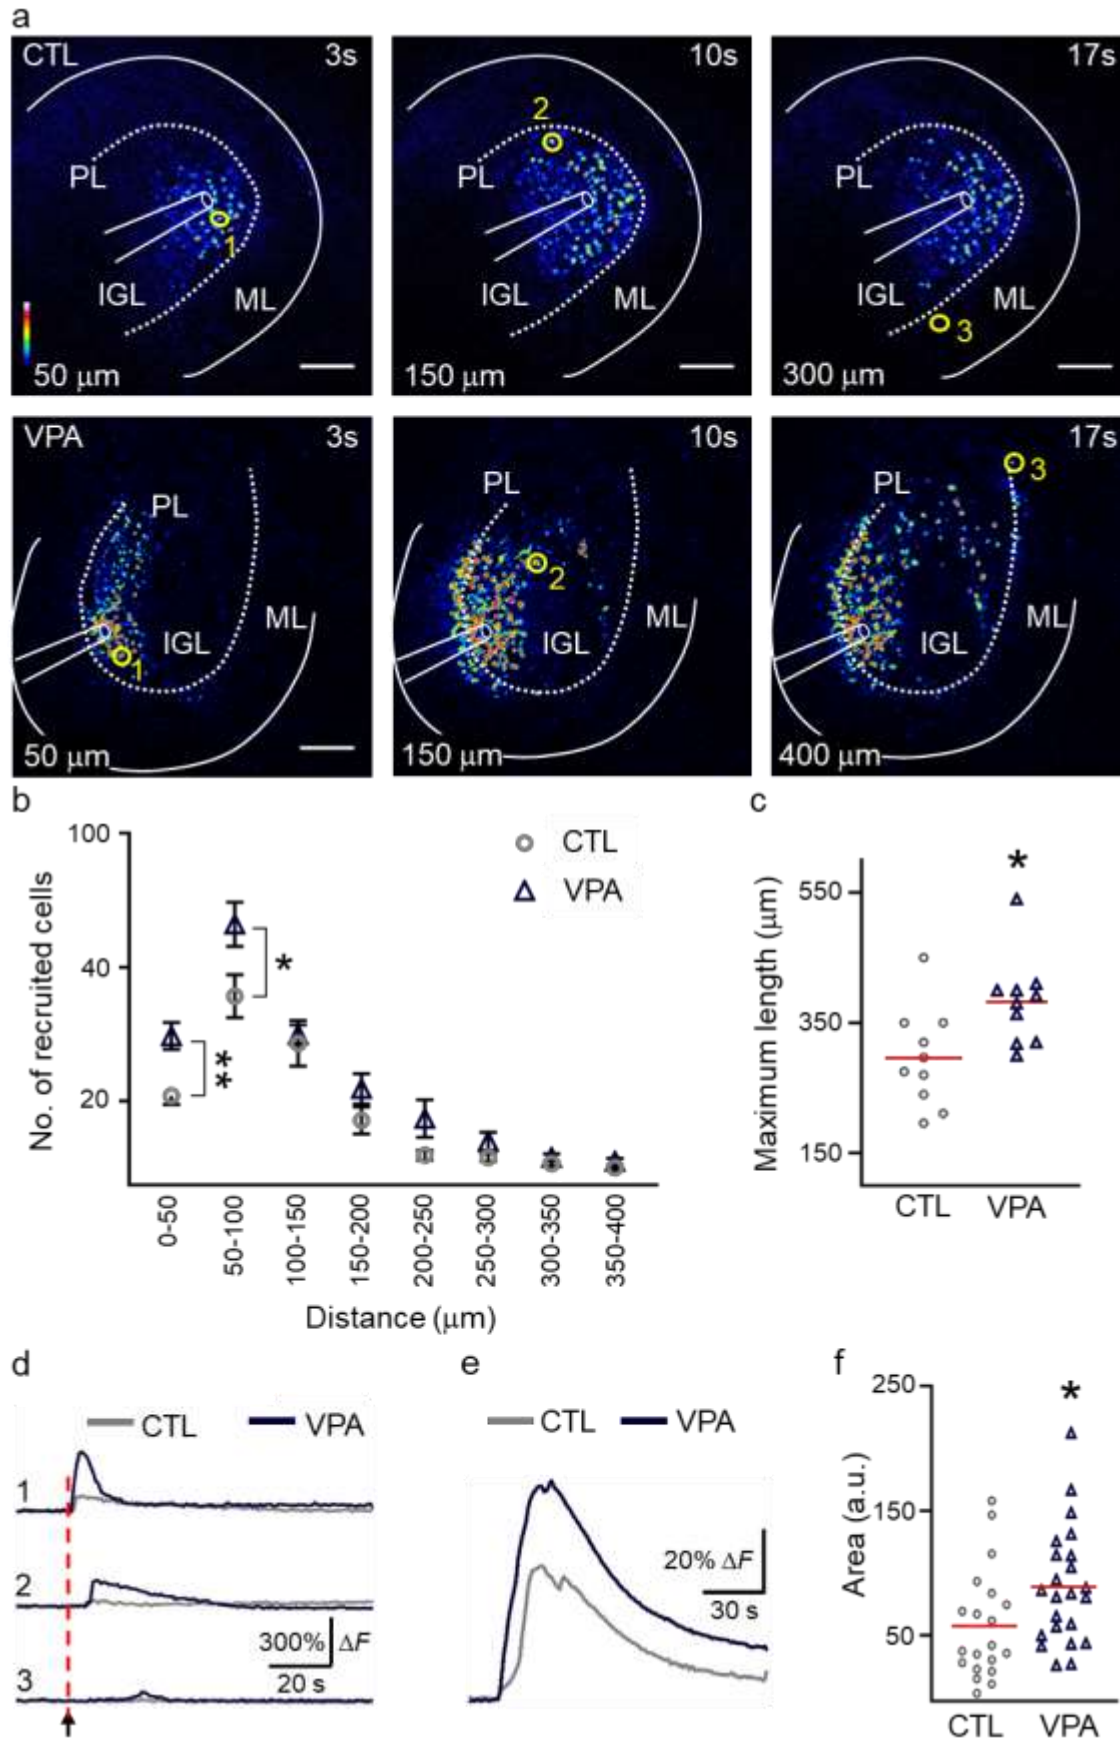 a
CTL
3s
10s
17s
PL
1
IGL
ML
50 μm
2
PL
IGL
ML
150 μm
PL
IGL
ML
3
300 μm
VPA
3s
10s
17s
PL
ML
IGL
1
50 μm
PL
2
ML
IGL
150 μm
PL
3
ML
IGL
400 μm
b
No. of recruited cells
100
40
20
CTL
VPA
*
**
0-50
50-100
100-150
150-200
200-250
250-300
300-350
350-400
Distance (μm)
c
Maximum length (μm)
550
350
150
*
CTL
VPA
d
CTL
VPA
1
2
3
300% ΔF
20 s
e
CTL
VPA
20% ΔF
30 s
f
Area (a.u.)
250
150
50
*
CTL
VPA